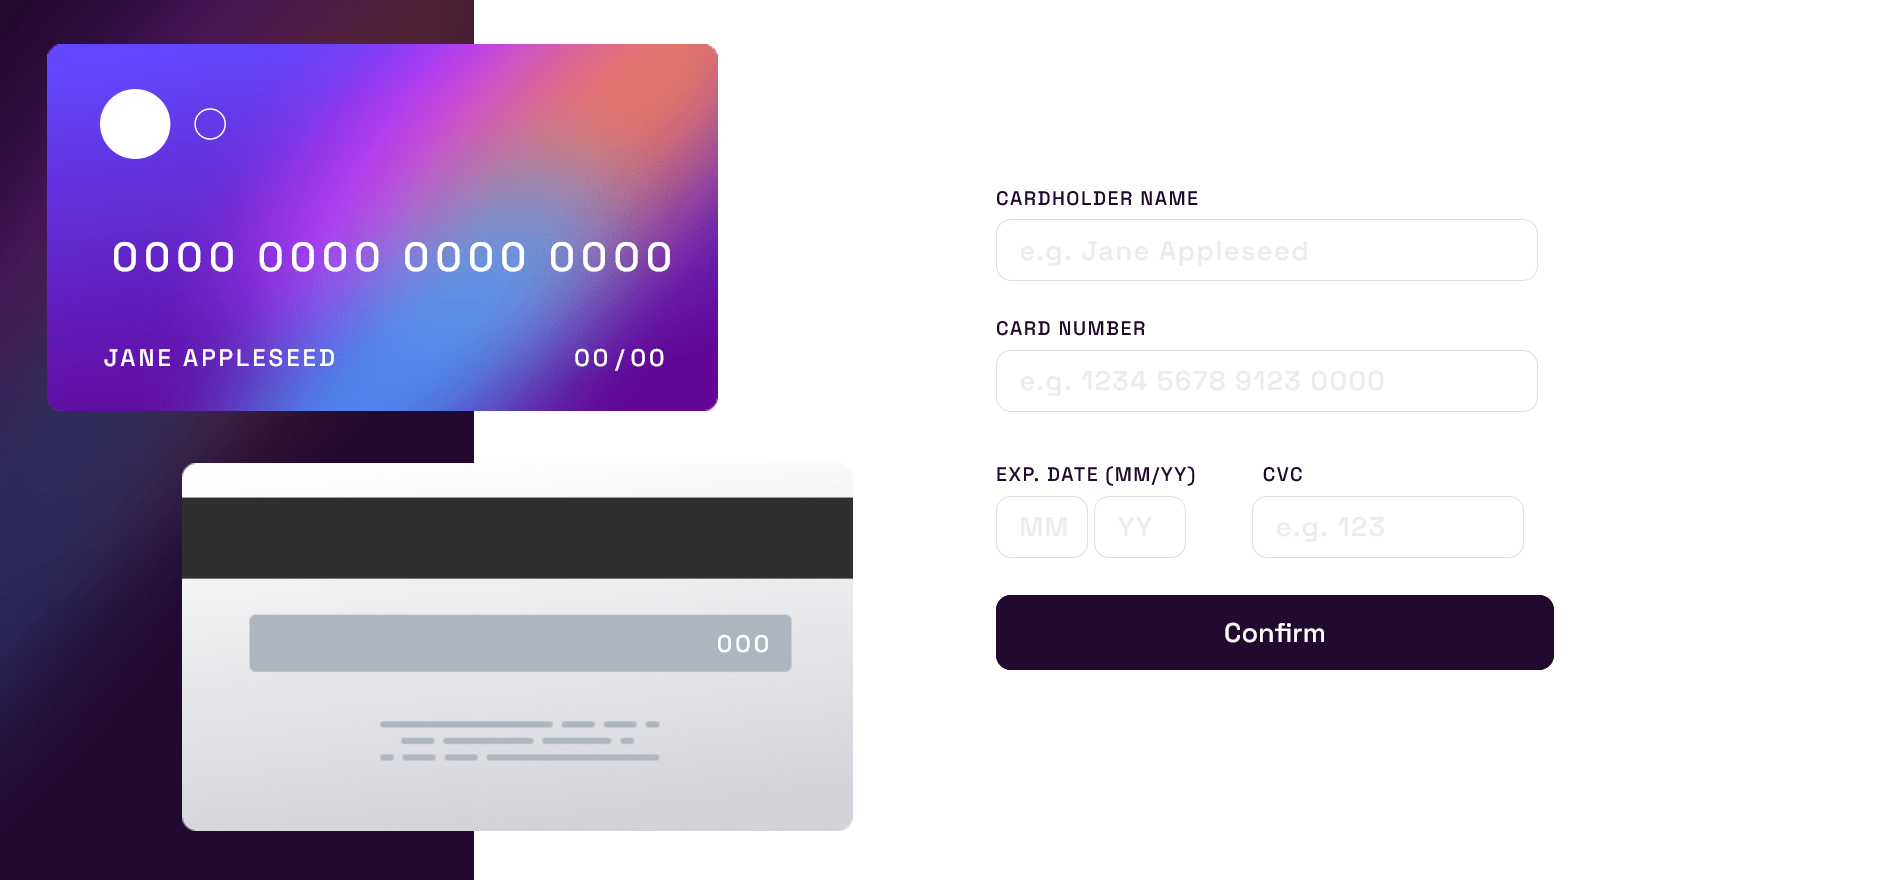 0000 0000 0000 0000
JANE APPLESEED 00/00
000
CARDHOLDER NAME
e.g. Jane Appleseed
CARD NUMBER
e.g. 1234 5678 9123 0000
EXP. DATE (MM/YY) CVC
MM YY e.g. 123
Confirm